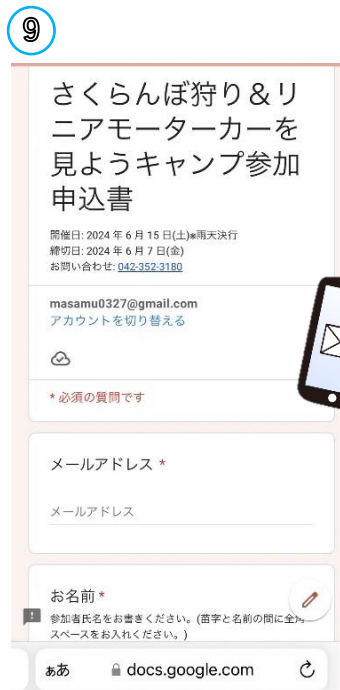 ⑨
さくらんぼ狩り＆リ
ニアモーターカーを
見ようキャンプ参加
申込書
開催日: 2024 年 6 月 15 日(土)※雨天決行
締切日: 2024 年 6 月 7 日(金)
お問い合わせ: 042-352-3180
masamu0327@gmail.com
アカウントを切り替える
* 必須の質問です
メールアドレス *
メールアドレス
お名前 *
参加者氏名をお書きください。(苗字と名前の間に全角
スペースをお入れください。)
ああ docs.google.com